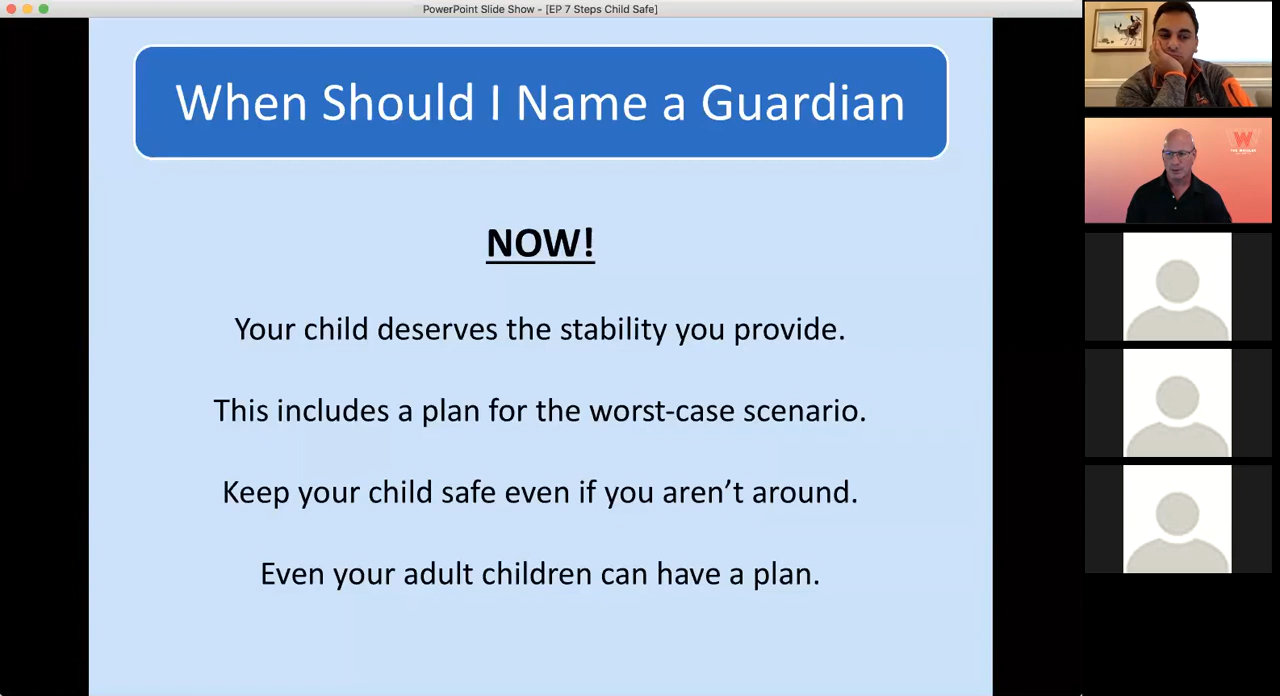 PowerPoint Slide Show - [EP 7 Steps Child Safe]
When Should I Name a Guardian
NOW!
Your child deserves the stability you provide.
This includes a plan for the worst-case scenario.
Keep your child safe even if you aren’t around.
Even your adult children can have a plan.
W